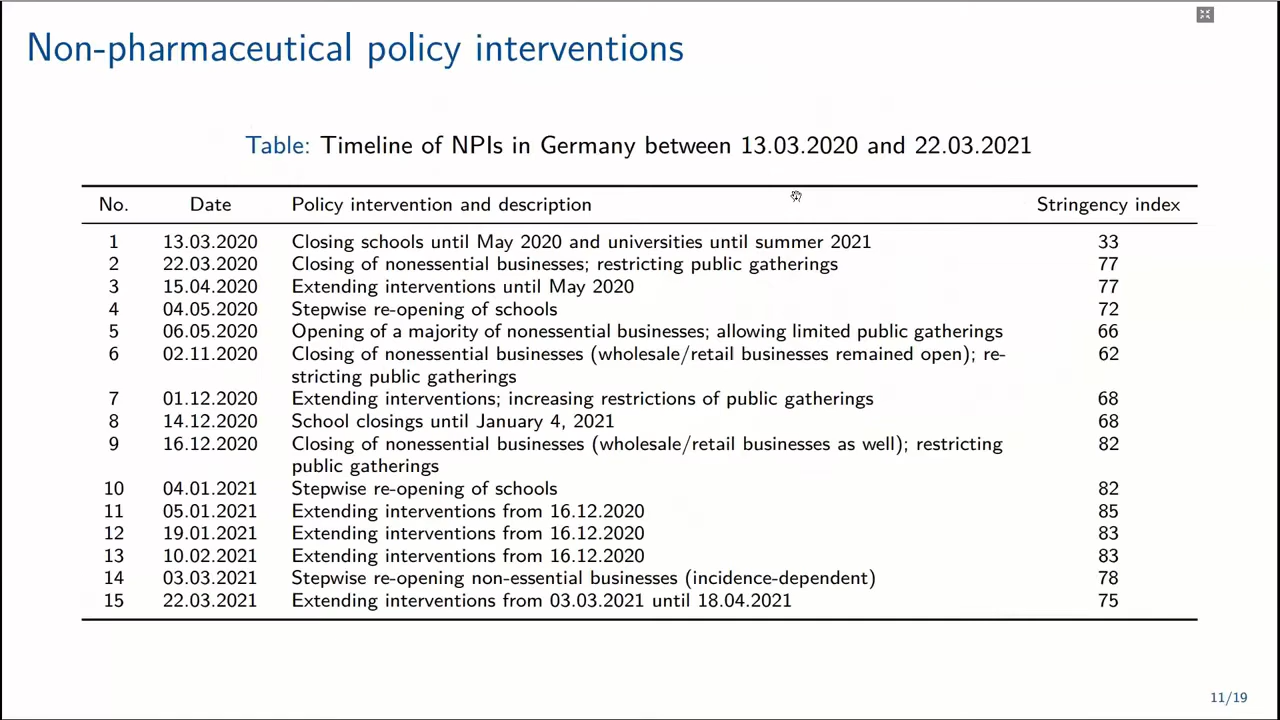 Non-pharmaceutical policy interventions
Table: Timeline of NPIs in Germany between 13.03.2020 and 22.03.2021
No. Date Policy intervention and description Stringency index
1 13.03.2020 Closing schools until May 2020 and universities until summer 2021 33
2 22.03.2020 Closing of nonessential businesses; restricting public gatherings 77
3 15.04.2020 Extending interventions until May 2020 77
4 04.05.2020 Stepwise re-opening of schools 72
5 06.05.2020 Opening of a majority of nonessential businesses; allowing limited public gatherings 66
6 02.11.2020 Closing of nonessential businesses (wholesale/retail businesses remained open); re- 62
stricting public gatherings
7 01.12.2020 Extending interventions; increasing restrictions of public gatherings 68
8 14.12.2020 School closings until January 4, 2021 68
9 16.12.2020 Closing of nonessential businesses (wholesale/retail businesses as well); restricting 82
public gatherings
10 04.01.2021 Stepwise re-opening of schools 82
11 05.01.2021 Extending interventions from 16.12.2020 85
12 19.01.2021 Extending interventions from 16.12.2020 83
13 10.02.2021 Extending interventions from 16.12.2020 83
14 03.03.2021 Stepwise re-opening non-essential businesses (incidence-dependent) 78
15 22.03.2021 Extending interventions from 03.03.2021 until 18.04.2021 75
11/19